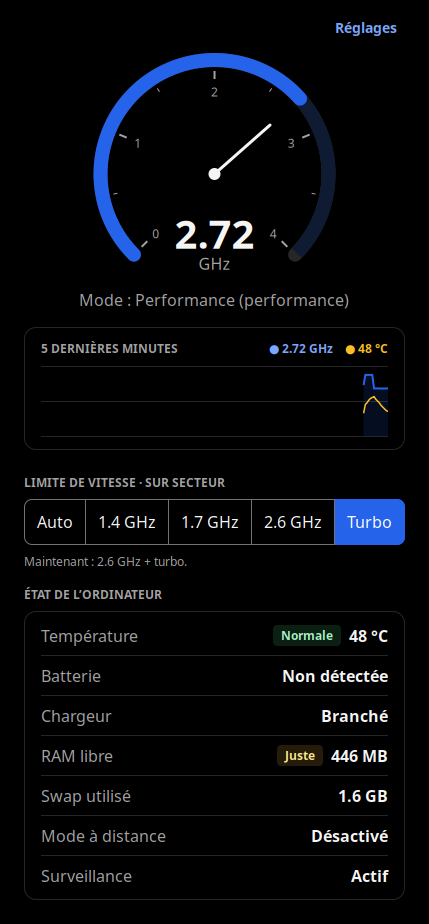 Réglages
2
1
3
0
4
2.72
GHz
Mode : Performance (performance)
5 DERNIÈRES MINUTES
2.72 GHz
48 °C
LIMITE DE VITESSE · SUR SECTEUR
Auto 1.4 GHz 1.7 GHz 2.6 GHz Turbo
Maintenant : 2.6 GHz + turbo.
ÉTAT DE L’ORDINATEUR
Température Normale 48 °C
Batterie Non détectée
Chargeur Branché
RAM libre Juste 446 MB
Swap utilisé 1.6 GB
Mode à distance Désactivé
Surveillance Actif